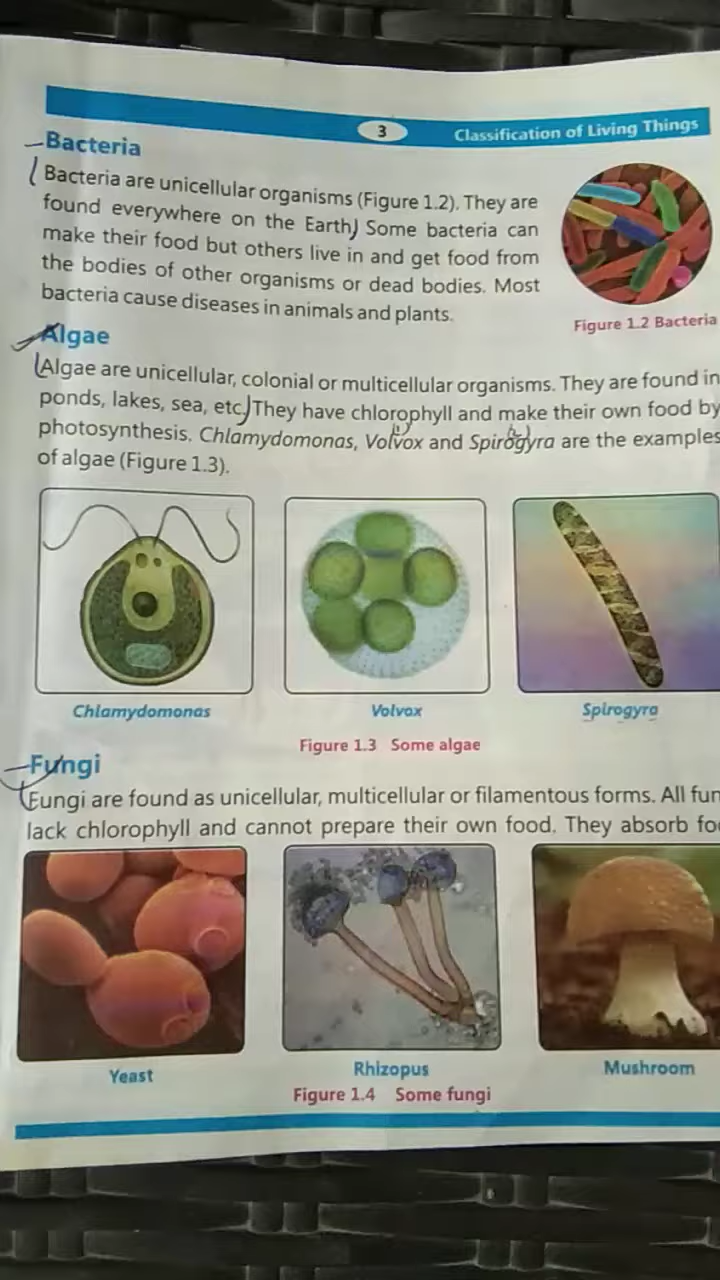 3
Classification of Living Things
Bacteria
Bacteria are unicellular organisms (Figure 1.2). They are
found everywhere on the Earth. Some bacteria can
make their food but others live in and get food from
the bodies of other organisms or dead bodies. Most
bacteria cause diseases in animals and plants.
Figure 1.2 Bacteria
Algae
Algae are unicellular, colonial or multicellular organisms. They are found in
ponds, lakes, sea, etc. They have chlorophyll and make their own food by
photosynthesis. Chlamydomonas, Volvox and Spirogyra are the examples
of algae (Figure 1.3).
Chlamydomonas
Volvox
Spirogyra
Figure 1.3 Some algae
Fungi
Fungi are found as unicellular, multicellular or filamentous forms. All
lack chlorophyll and cannot prepare their own food. They absorb
Yeast
Rhizopus
Mushroom
Figure 1.4 Some fungi